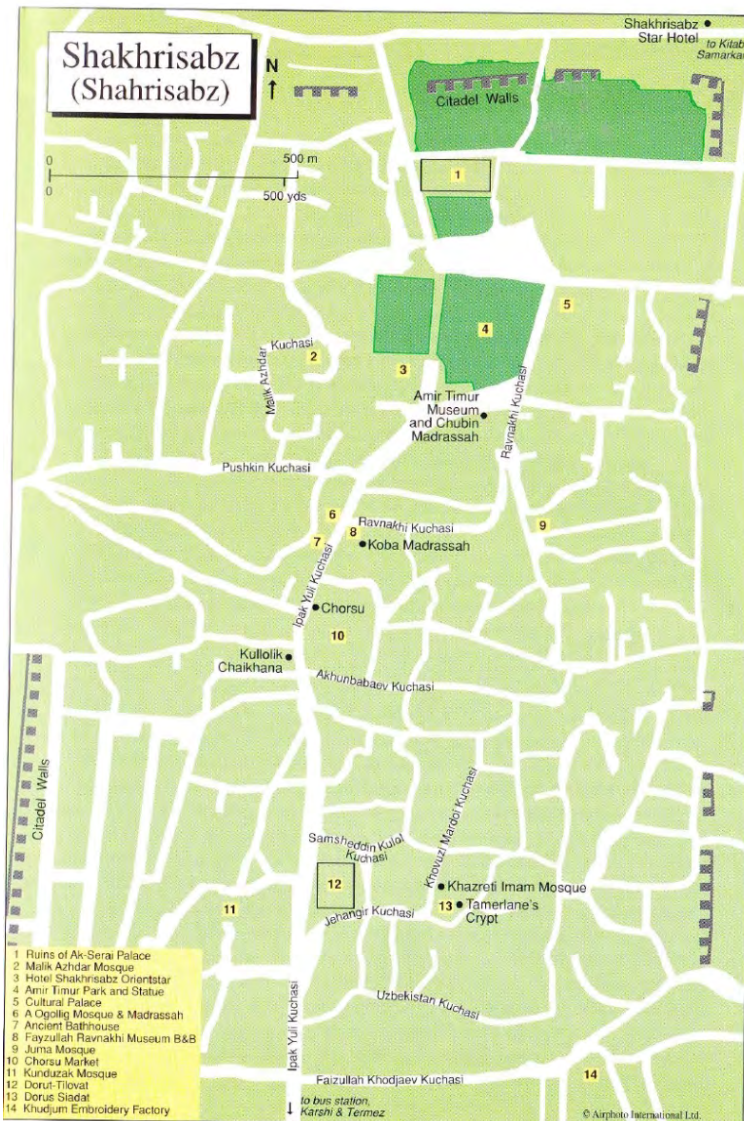 Shakhrisabz
(Shahrisabz)
N
0
500 m
0
500 yds
Shakhrisabz
Star Hotel
to Kitab
Samarkan
Citadel Walls
1
5
4
Kuchasi
2
Malik Azhdar
3
Amir Timur
Museum
and Chubin
Madrassah
Ravnakhi Kuchasi
Pushkin Kuchasi
6
Ravnakhi Kuchasi
9
8
7
Koba Madrassah
Ipak Yuli Kuchasi
Chorsu
10
Kullolik
Chaikhana
Akhunbabaev Kuchasi
Citadel Walls
Khovuzi Mardoi Kuchasi
Samsheddin Kulol
Kuchasi
12
Khazreti Imam Mosque
13
Tamerlane's
Crypt
11
Jehangir Kuchasi
Uzbekistan Kuchasi
Ipak Yuli Kuchasi
Faizullah Khodjaev Kuchasi
14
to bus station,
Karshi & Termez
1 Ruins of Ak-Serai Palace
2 Malik Azhdar Mosque
3 Hotel Shakhrisabz Orientstar
4 Amir Timur Park and Statue
5 Cultural Palace
6 A Ogollig Mosque & Madrassah
7 Ancient Bathhouse
8 Fayzullah Ravnakhi Museum B&B
9 Juma Mosque
10 Chorsu Market
11 Kunduzak Mosque
12 Dorut-Tilovat
13 Dorus Siadat
14 Khudjum Embroidery Factory
© Airphoto International Ltd.